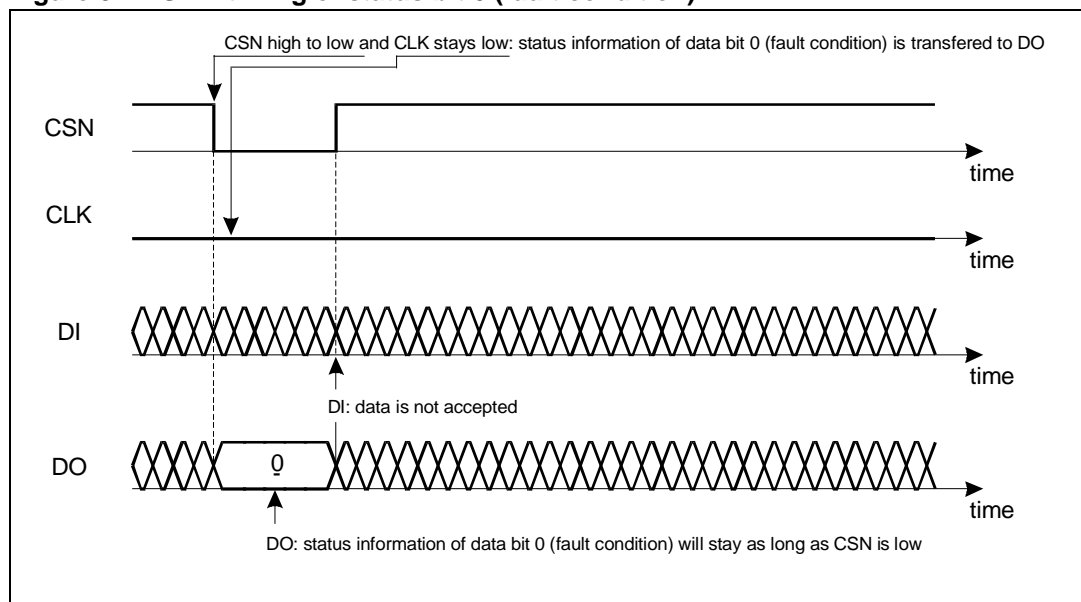 CSN high to low and CLK stays low: status information of data bit 0 (fault condition) is transfered to DO
CSN
time
CLK
time
DI
time
DI: data is not accepted
DO
0
time
DO: status information of data bit 0 (fault condition) will stay as long as CSN is low